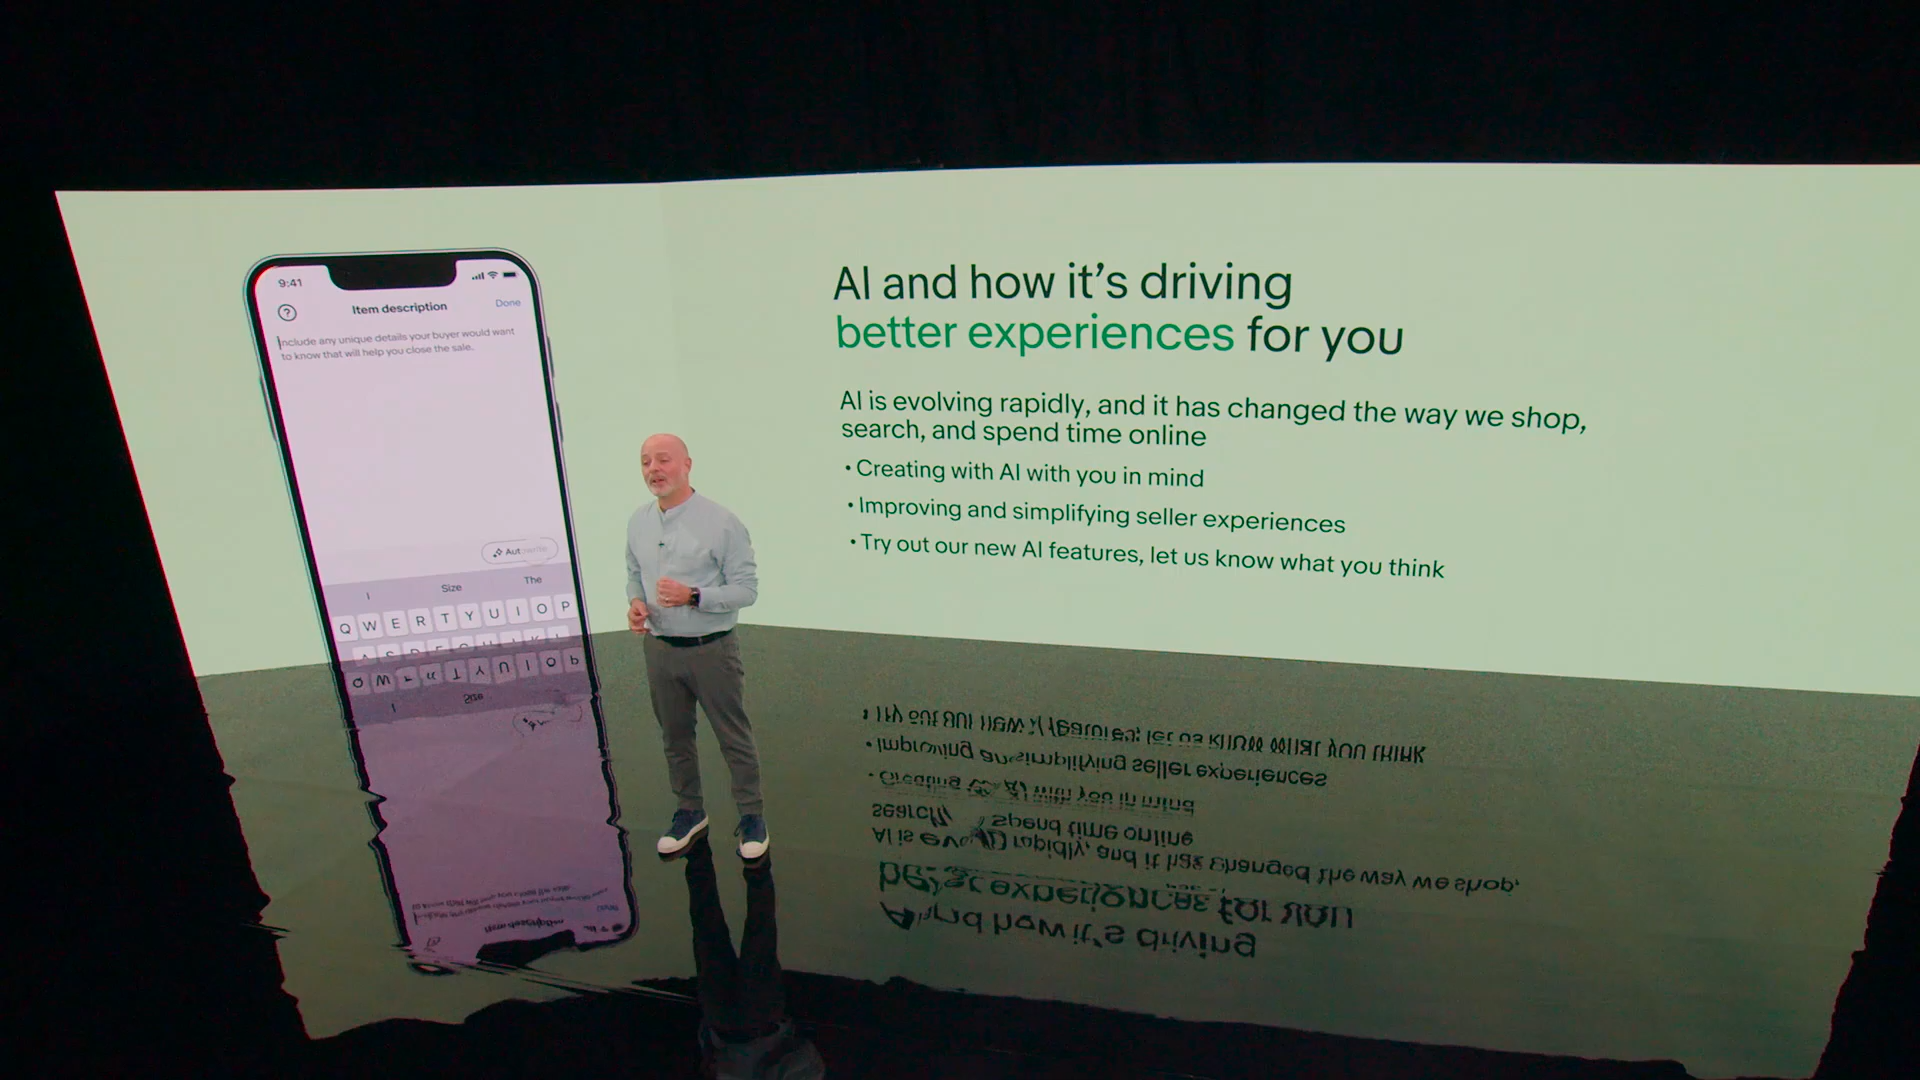 9:41
Item description
Done
Include any unique details your buyer would want
to know that will help you close the sale.
Aut
I
Size
The
Q W E R T Y U I O P
AI and how it's driving
better experiences for you
AI is evolving rapidly, and it has changed the way we shop,
search, and spend time online
• Creating with AI with you in mind
• Improving and simplifying seller experiences
• Try out our new AI features, let us know what you think